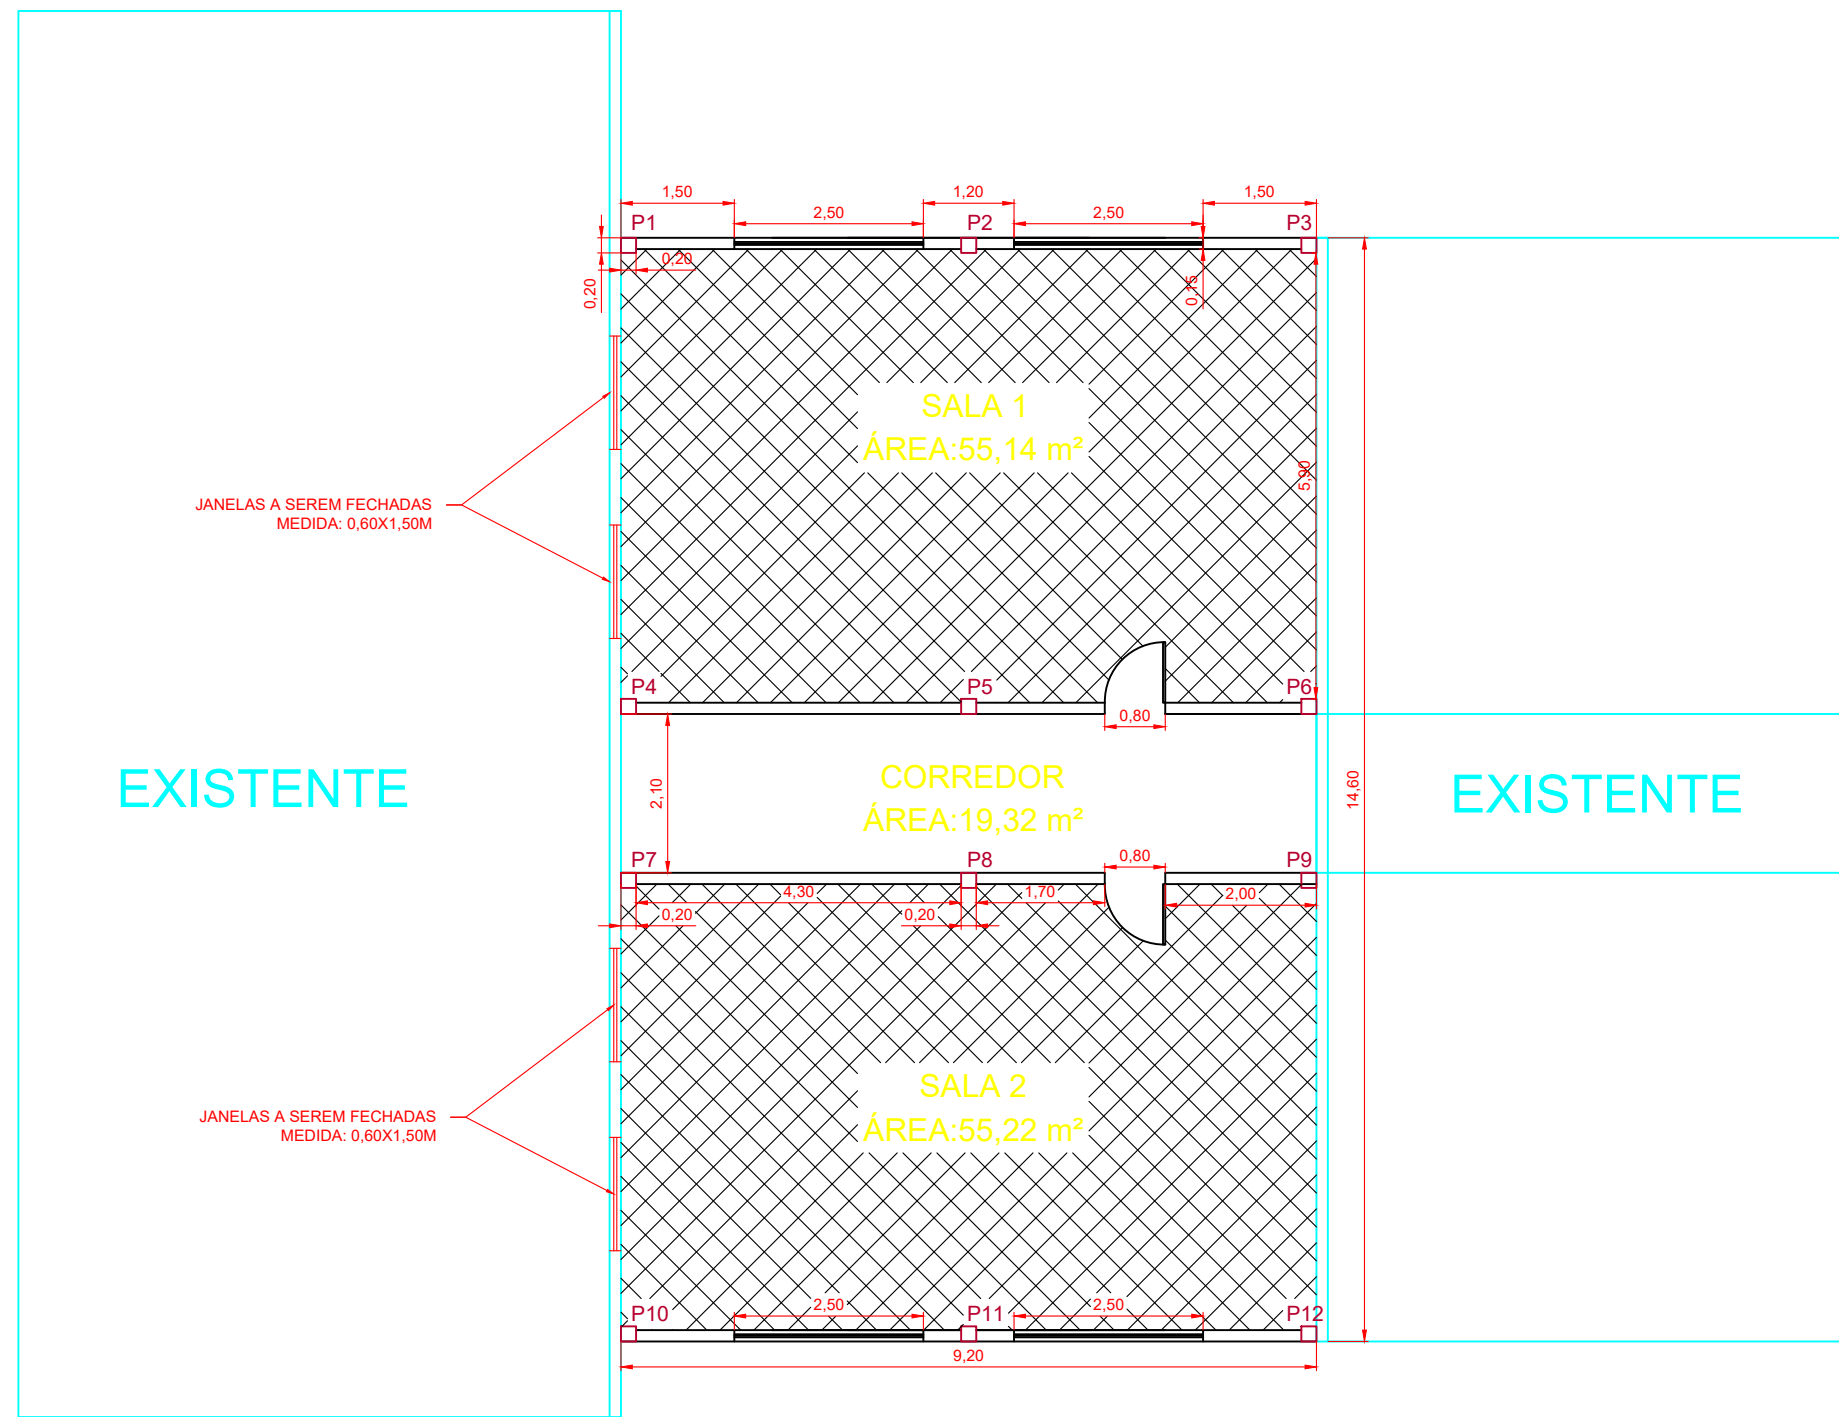 1,50
1,20
1,50
2,50
2,50
P1
P2
P3
0,20
0,20
0,15
SALA 1
ÁREA:55,14 m²
5,90
JANELAS A SEREM FECHADAS
MEDIDA: 0,60X1,50M
P4
P5
P6
0,80
EXISTENTE
2,10
CORREDOR
ÁREA:19,32 m²
14,60
EXISTENTE
P7
P8
0,80
P9
4,30
1,70
2,00
0,20
0,20
SALA 2
ÁREA:55,22 m²
JANELAS A SEREM FECHADAS
MEDIDA: 0,60X1,50M
P10
2,50
P11
2,50
P12
9,20